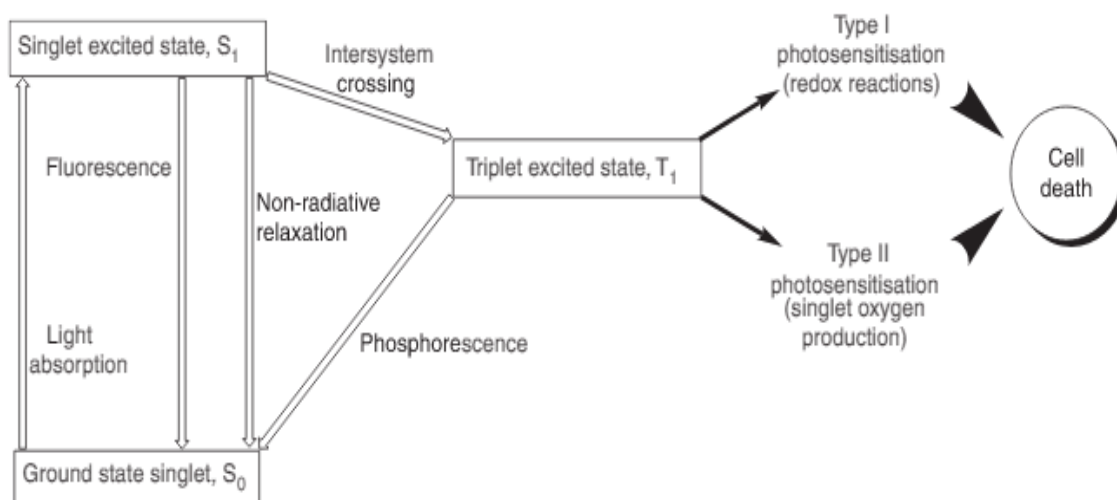 Singlet excited state, S₁
Intersystem
crossing
Fluorescence
Non-radiative
relaxation
Light
absorption
Ground state singlet, S₀
Triplet excited state, T₁
Phosphorescence
Type I
photosensitisation
(redox reactions)
Type II
photosensitisation
(singlet oxygen
production)
Cell
death